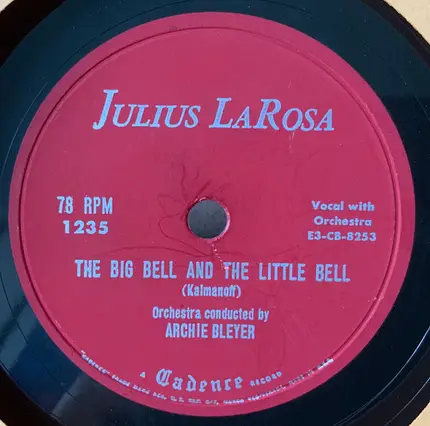 JULIUS LAROSA
78 RPM
1235
Vocal with
Orchestra
E3-CB-8253
THE BIG BELL AND THE LITTLE BELL
(Kalmanoff)
Orchestra conducted by
ARCHIE BLEYER
A Cadence RECORD